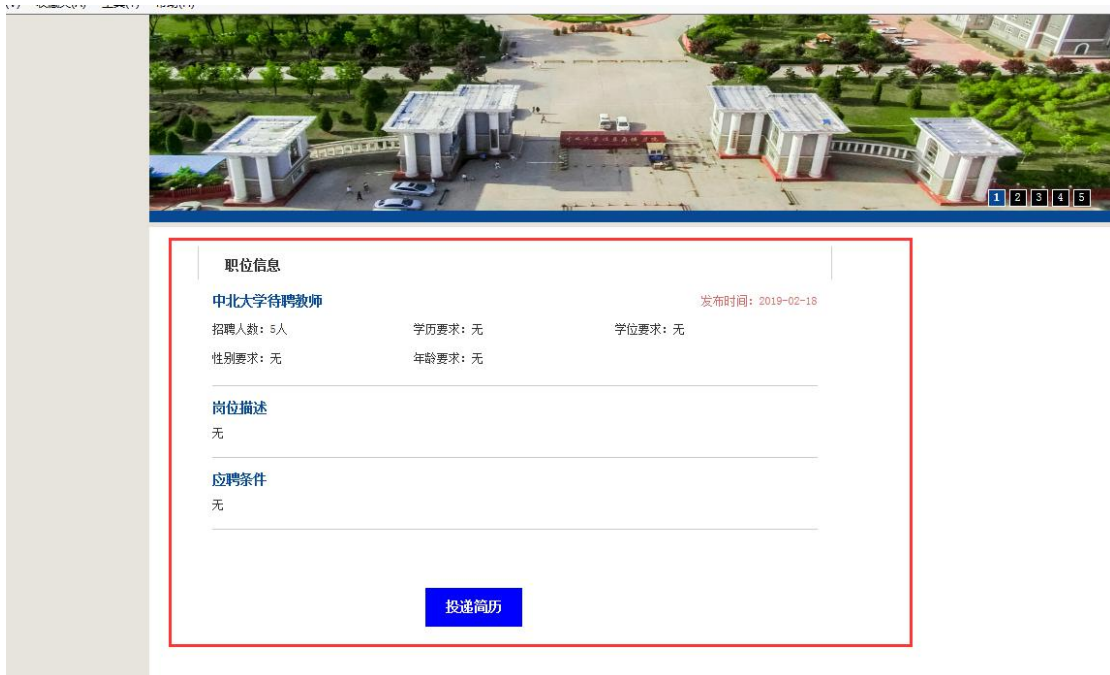 1 2 3 4 5
职位信息
中北大学待聘教师 发布时间：2019-02-18
招聘人数：5人 学历要求：无 学位要求：无
性别要求：无 年龄要求：无
岗位描述
无
应聘条件
无
投递简历